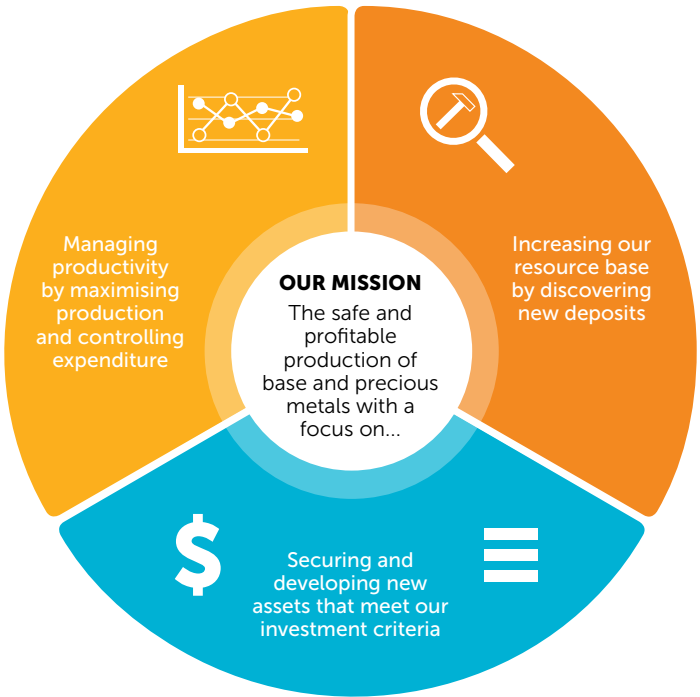 OUR MISSION
The safe and
profitable
production of
base and precious
metals with a
focus on...
Managing
productivity
by maximising
production
and controlling
expenditure
Increasing our
resource base
by discovering
new deposits
$
Securing and
developing new
assets that meet our
investment criteria